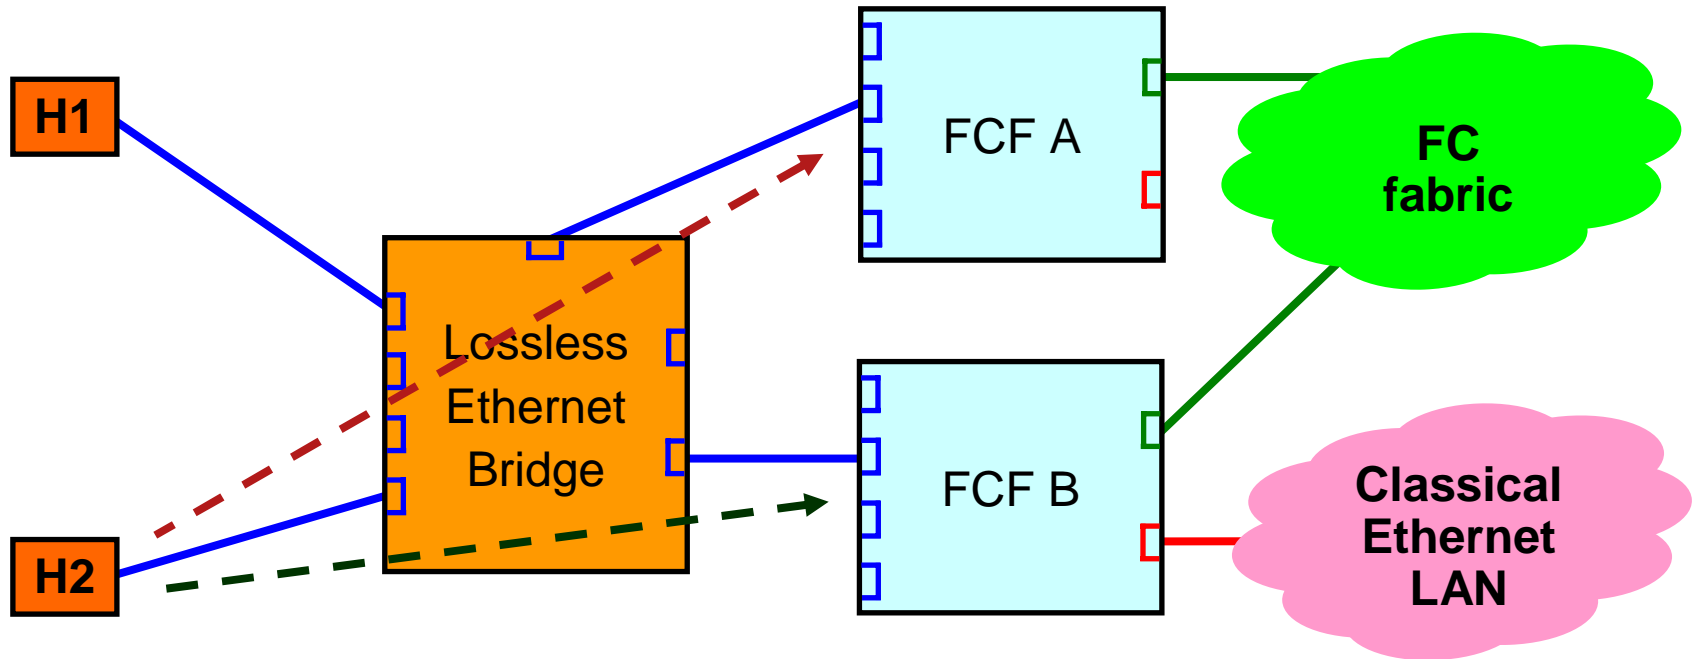 H1
H2
Lossless
Ethernet
Bridge
FCF A
FCF B
FC
fabric
Classical
Ethernet
LAN